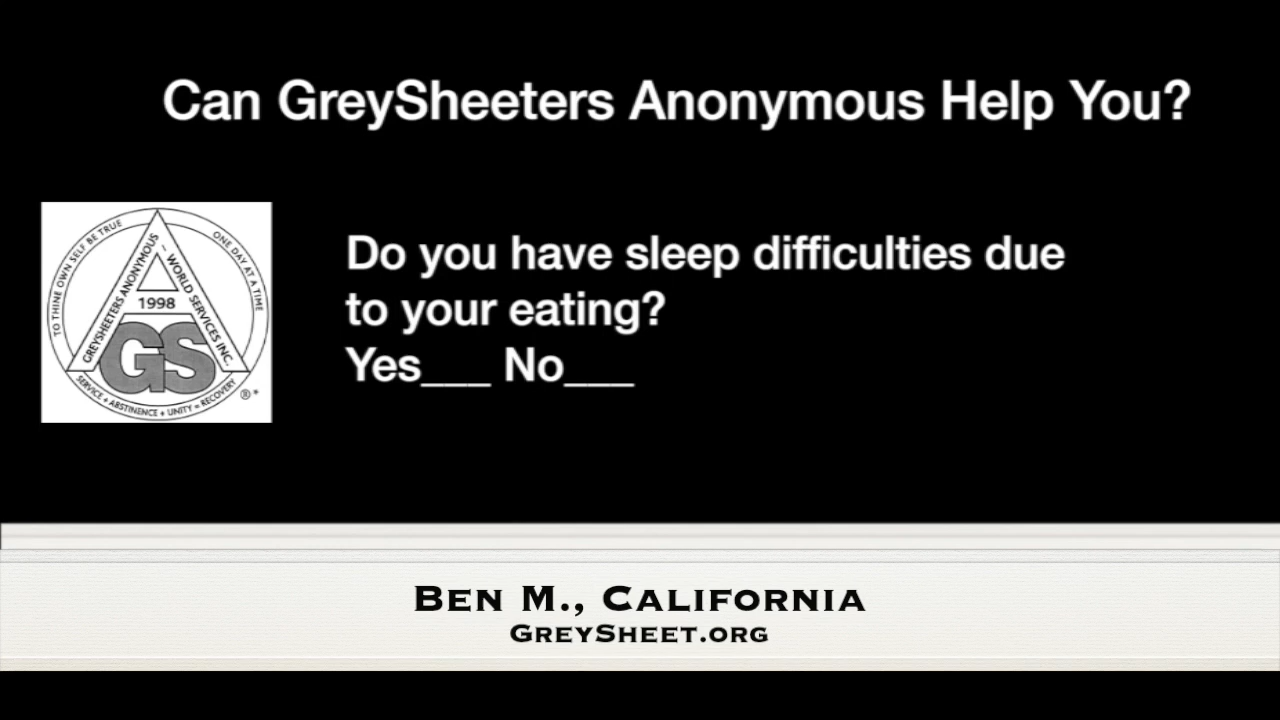 Can GreySheeters Anonymous Help You?
TO THINE OWN SELF BE TRUE
ONE DAY AT A TIME
GREYSHEETERS ANONYMOUS – WORLD SERVICES INC.
1998
GS
SERVICE + ABSTINENCE + UNITY = RECOVERY
®*
Do you have sleep difficulties due
to your eating?
Yes___ No___
BEN M., CALIFORNIA
GREYSHEET.ORG